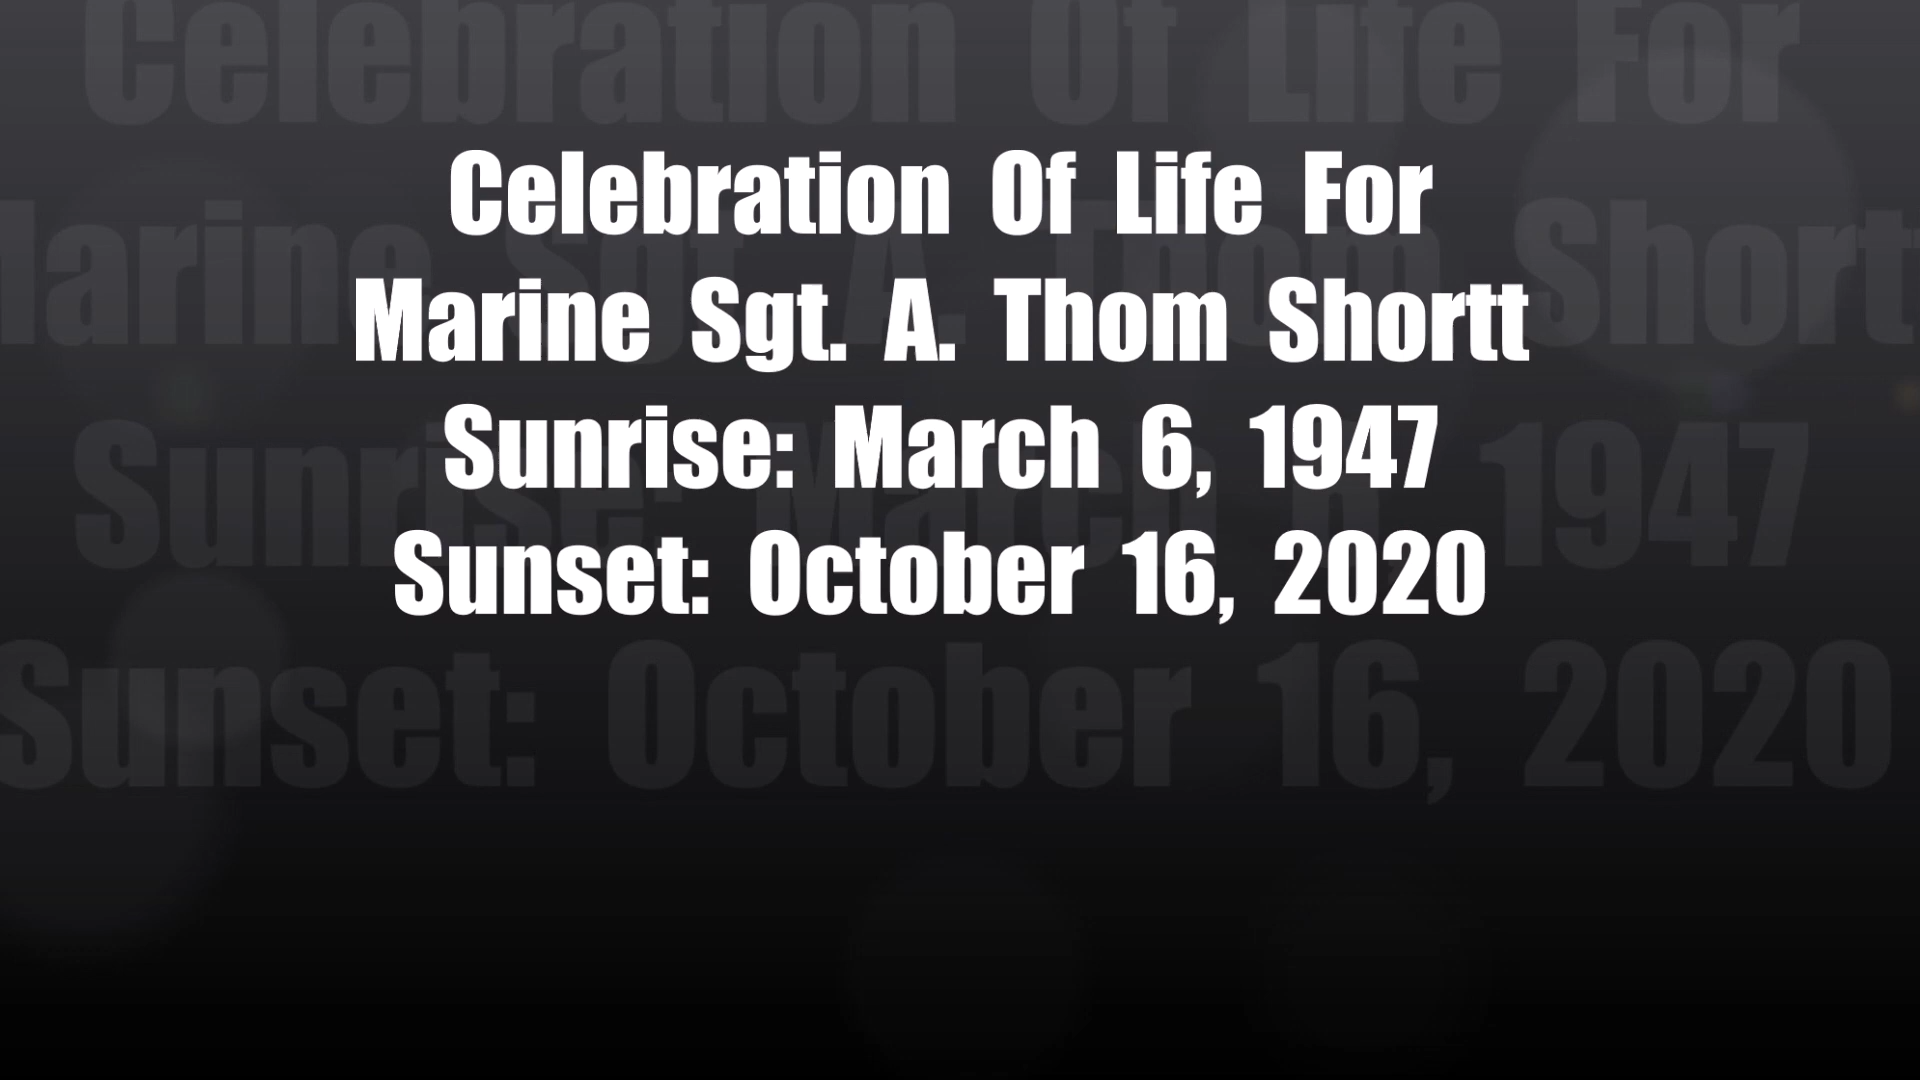 Celebration Of Life For
Marine Sgt. A. Thom Shortt
Sunrise: March 6, 1947
Sunset: October 16, 2020